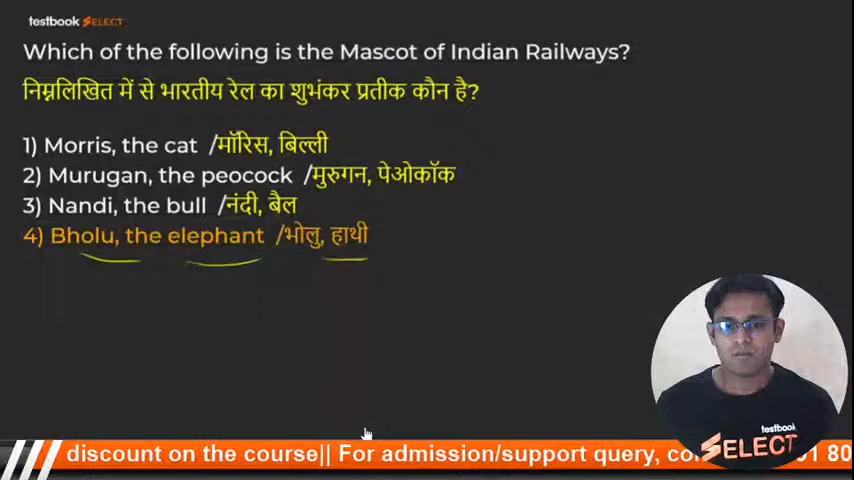 testbook SELECT
Which of the following is the Mascot of Indian Railways?
निम्नलिखित में से भारतीय रेल का शुभंकर प्रतीक कौन है?
1) Morris, the cat /मॉरिस, बिल्ली
2) Murugan, the peocock /मुरुगन, पेओकॉक
3) Nandi, the bull /नंदी, बैल
4) Bholu, the elephant /भोलु, हाथी
testbook
SELECT
discount on the course|| For admission/support query, 80